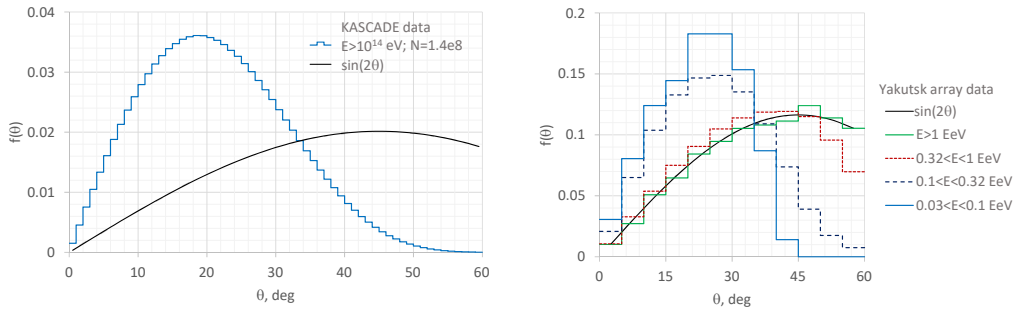 0.04
0.03
0.02
0.01
0
f(θ)
KASCADE data
E>10¹⁴ eV; N=1.4e8
sin(2θ)
0 10 20 30 40 50 60
θ, deg
0.2
0.15
0.1
0.05
0
f(θ)
0 15 30 45 60
θ, deg
Yakutsk array data
sin(2θ)
E>1 EeV
0.32<E<1 EeV
0.1<E<0.32 EeV
0.03<E<0.1 EeV